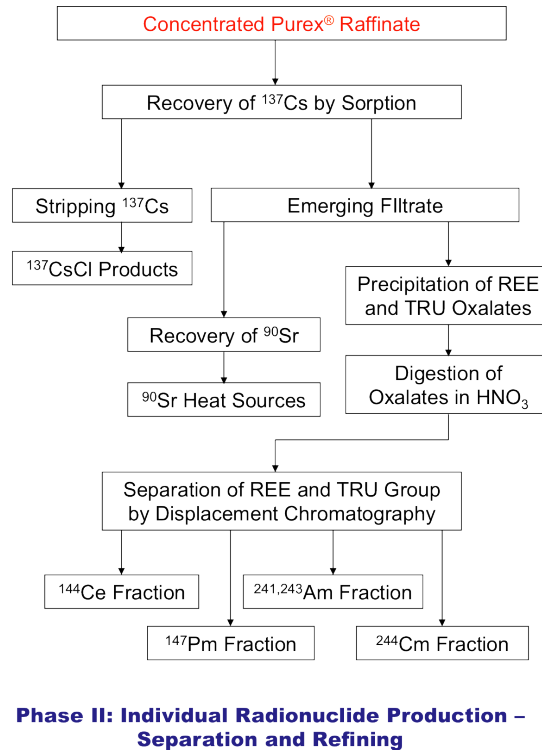 Concentrated Purex® Raffinate
Recovery of ¹³⁷Cs by Sorption
Stripping ¹³⁷Cs
Emerging FIltrate
¹³⁷CsCl Products
Precipitation of REE
and TRU Oxalates
Recovery of ⁹⁰Sr
Digestion of
Oxalates in HNO₃
⁹⁰Sr Heat Sources
Separation of REE and TRU Group
by Displacement Chromatography
¹⁴⁴Ce Fraction
²⁴¹,²⁴³Am Fraction
¹⁴⁷Pm Fraction
²⁴⁴Cm Fraction
Phase II: Individual Radionuclide Production –
Separation and Refining